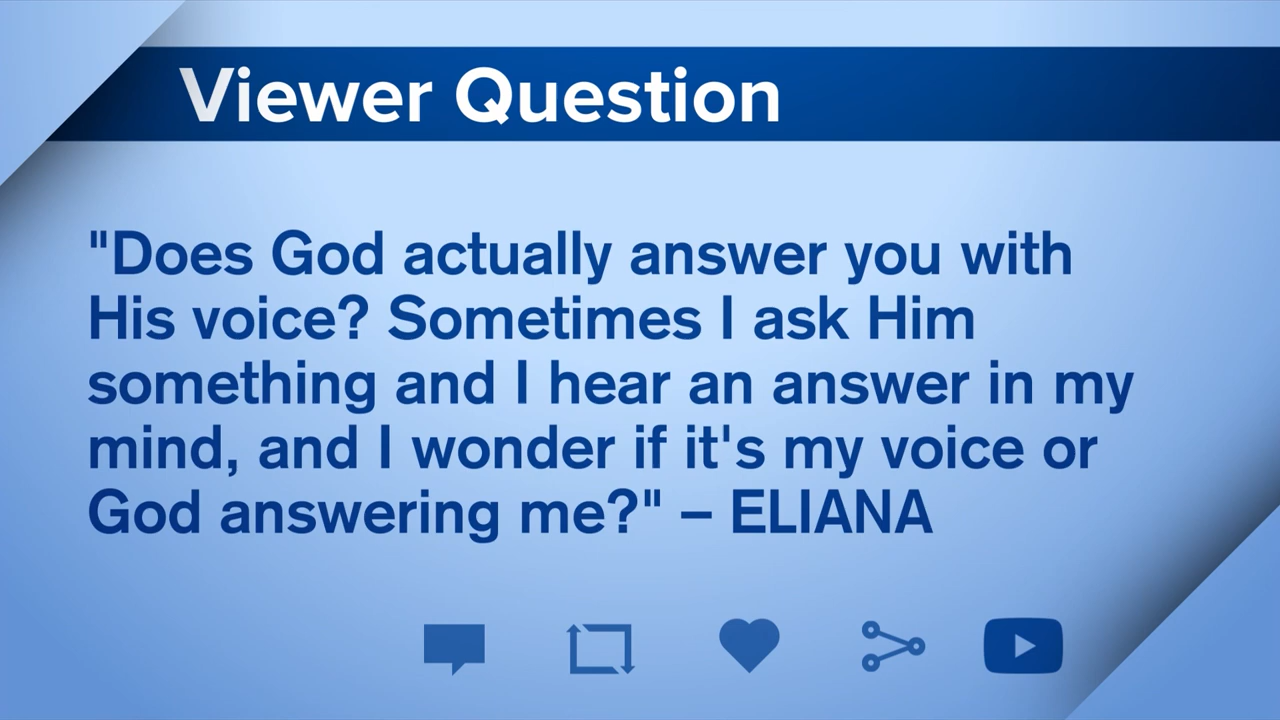 Viewer Question
"Does God actually answer you with
His voice? Sometimes I ask Him
something and I hear an answer in my
mind, and I wonder if it's my voice or
God answering me?" – ELIANA